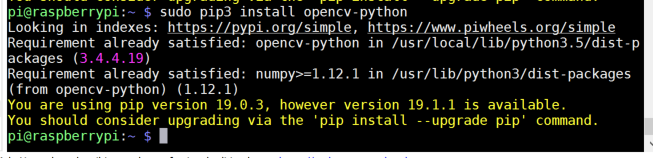 pi@raspberrypi:~ $ sudo pip3 install opencv-python
Looking in indexes: https://pypi.org/simple, https://www.piwheels.org/simple
Requirement already satisfied: opencv-python in /usr/local/lib/python3.5/dist-p
ackages (3.4.4.19)
Requirement already satisfied: numpy>=1.12.1 in /usr/lib/python3/dist-packages
(from opencv-python) (1.12.1)
You are using pip version 19.0.3, however version 19.1.1 is available.
You should consider upgrading via the 'pip install --upgrade pip' command.
pi@raspberrypi:~ $